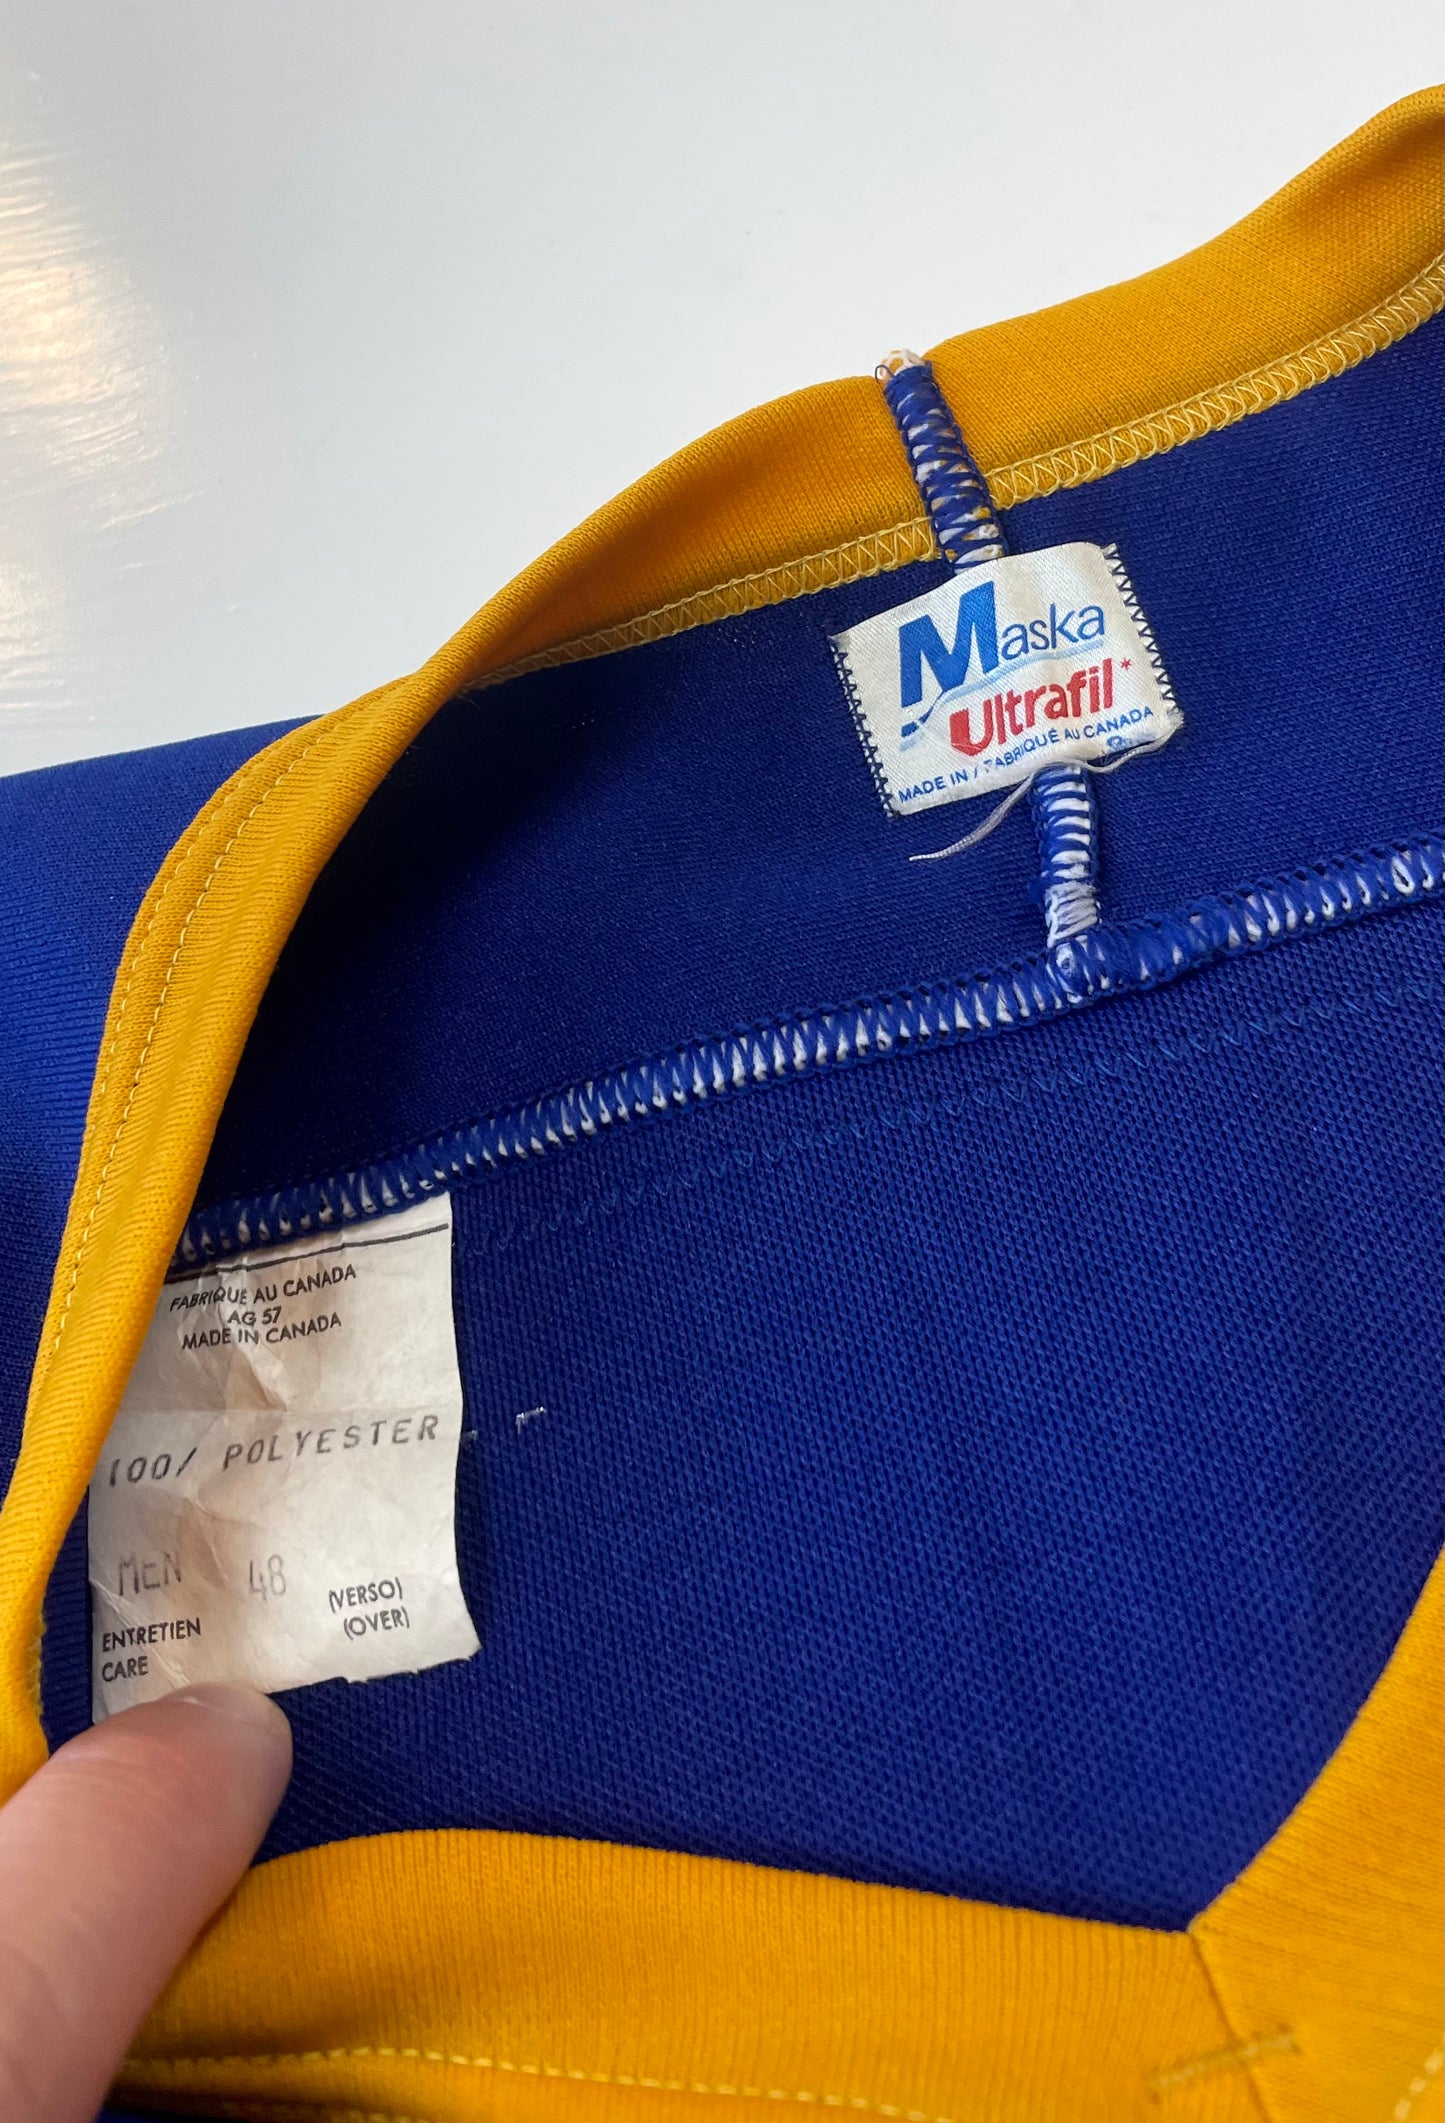 Maska
Ultrafil*
MADE IN / FABRIQUÉ AU CANADA
FABRIQUE AU CANADA
AG 57
MADE IN CANADA
100/ POLYESTER
MEN 48
(VERSO)
(OVER)
ENTRETIEN
CARE